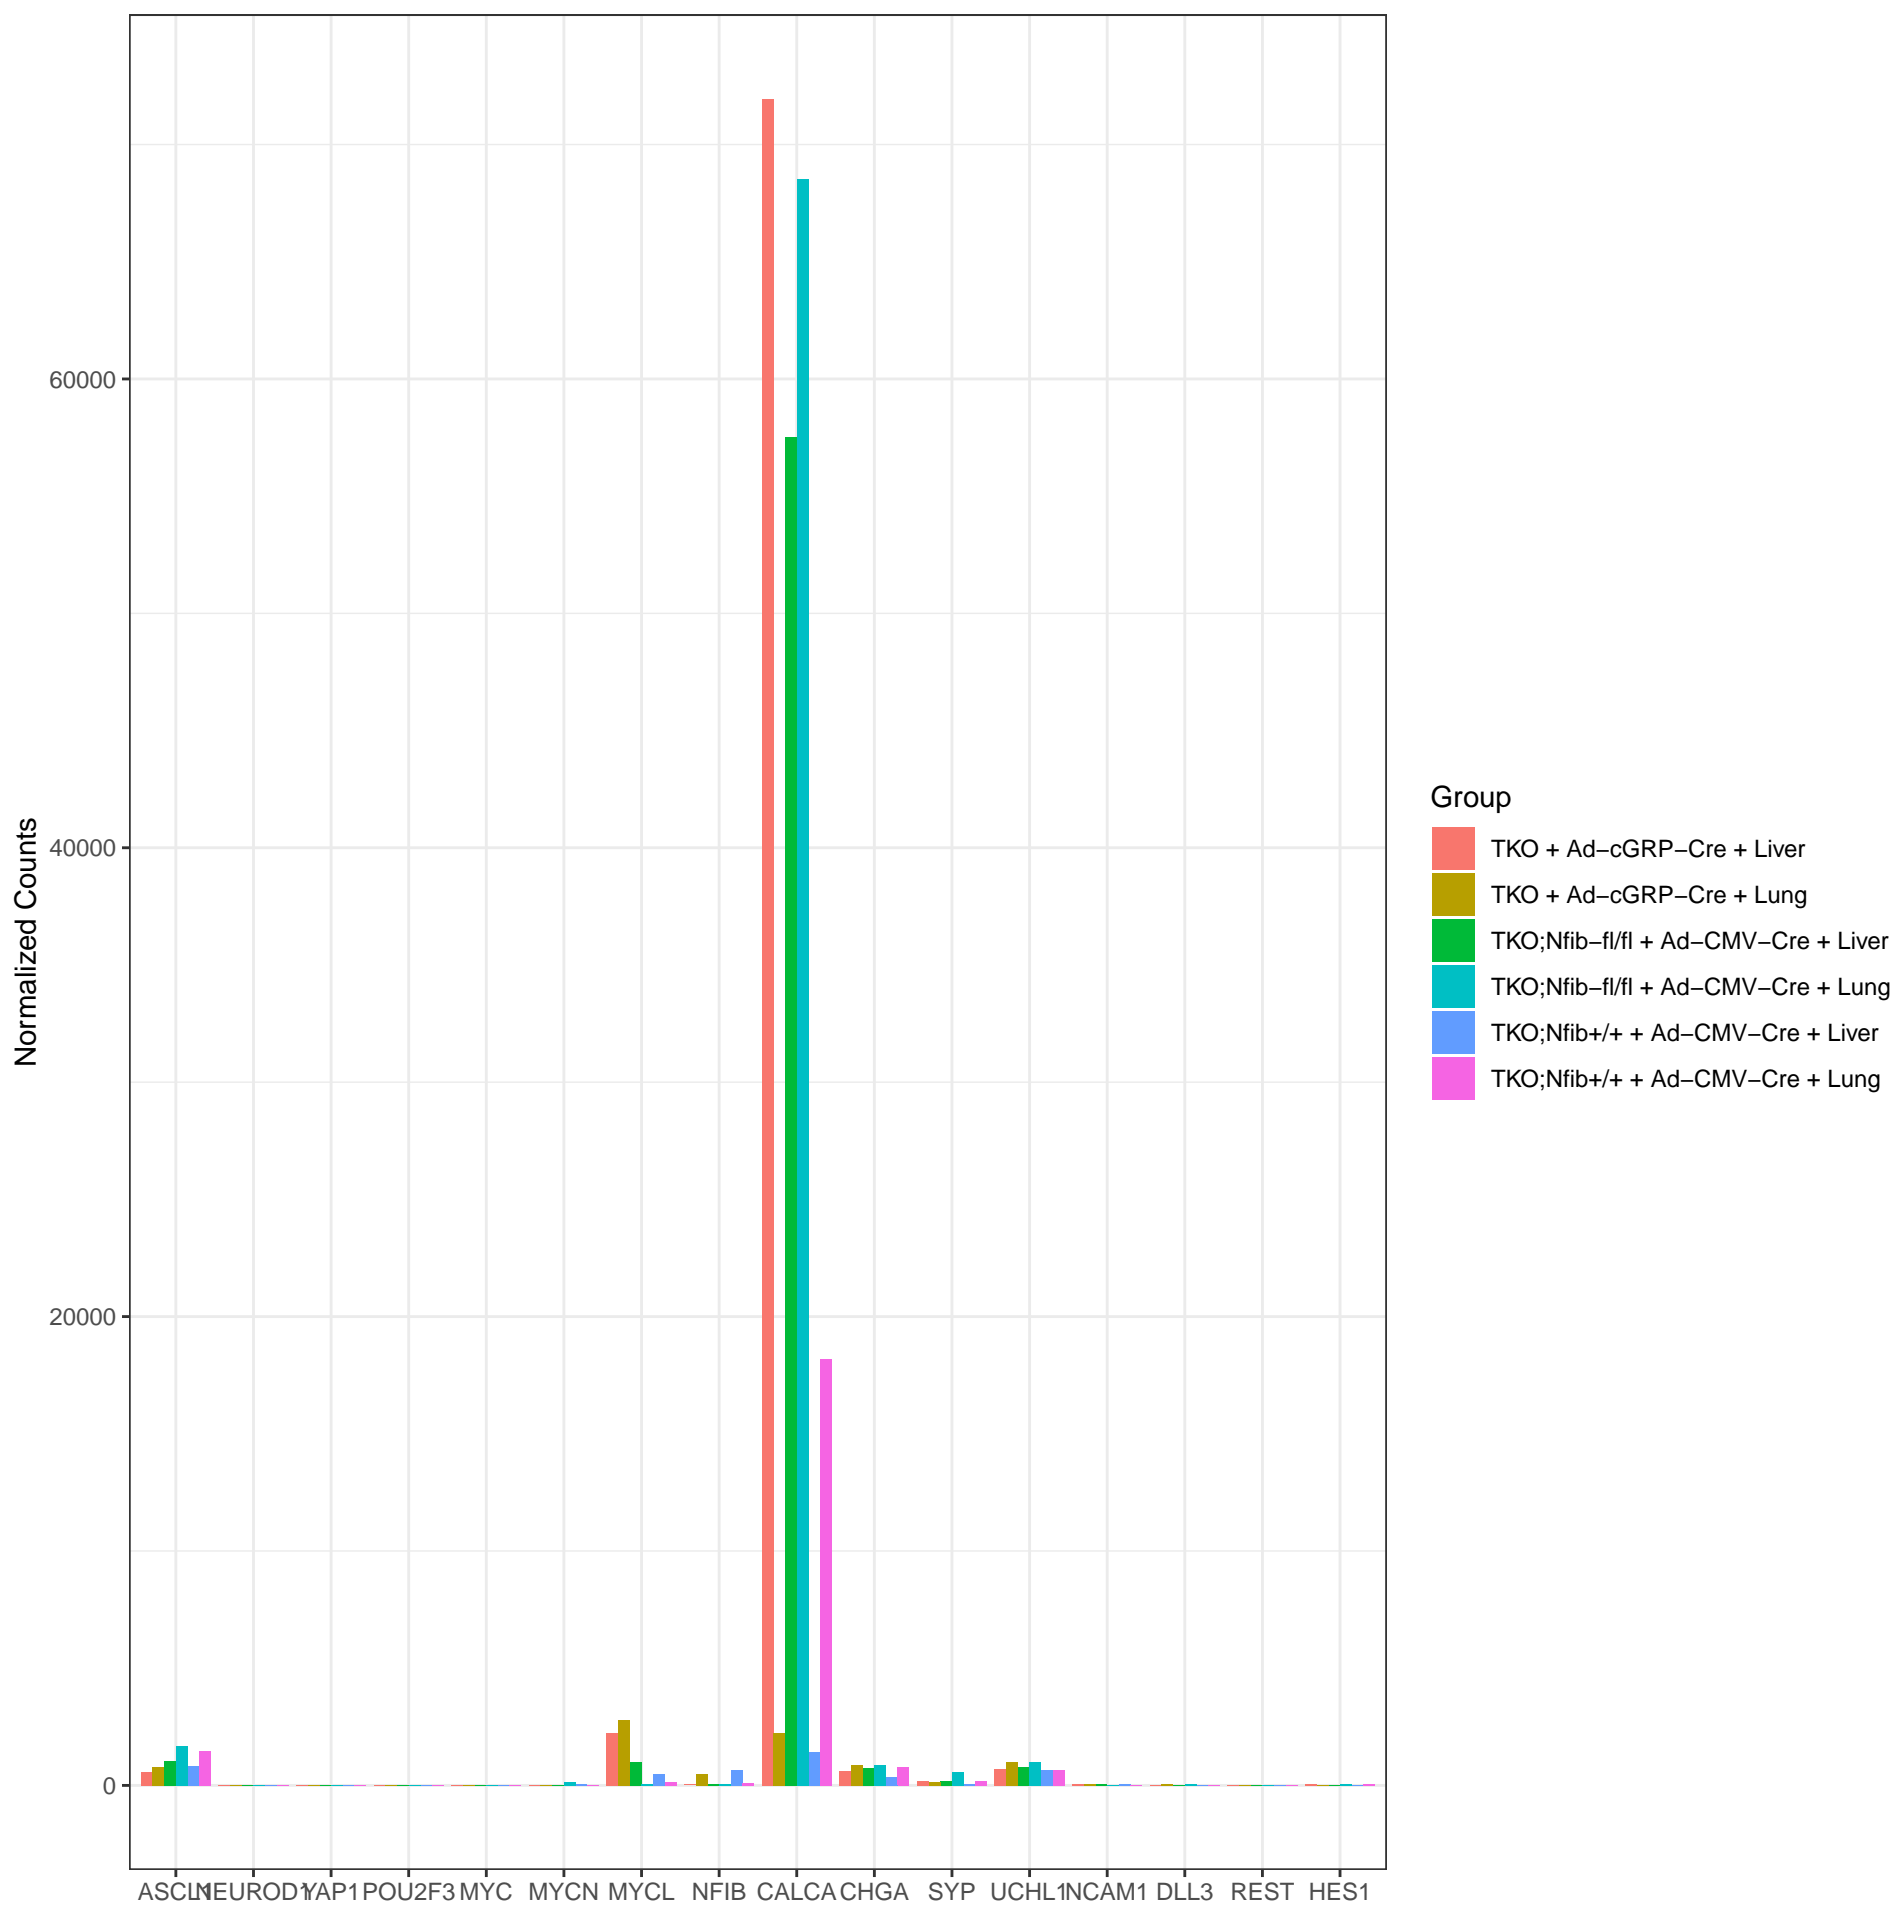 60000
40000
20000
0
Normalized Counts
ASCL1 NEUROD1 YAP1 POU2F3 MYC MYCN MYCL NFIB CALCA CHGA SYP UCHL1 NCAM1 DLL3 REST HES1
Group
TKO + Ad−cGRP−Cre + Liver
TKO + Ad−cGRP−Cre + Lung
TKO;Nfib−fl/fl + Ad−CMV−Cre + Liver
TKO;Nfib−fl/fl + Ad−CMV−Cre + Lung
TKO;Nfib+/+ + Ad−CMV−Cre + Liver
TKO;Nfib+/+ + Ad−CMV−Cre + Lung